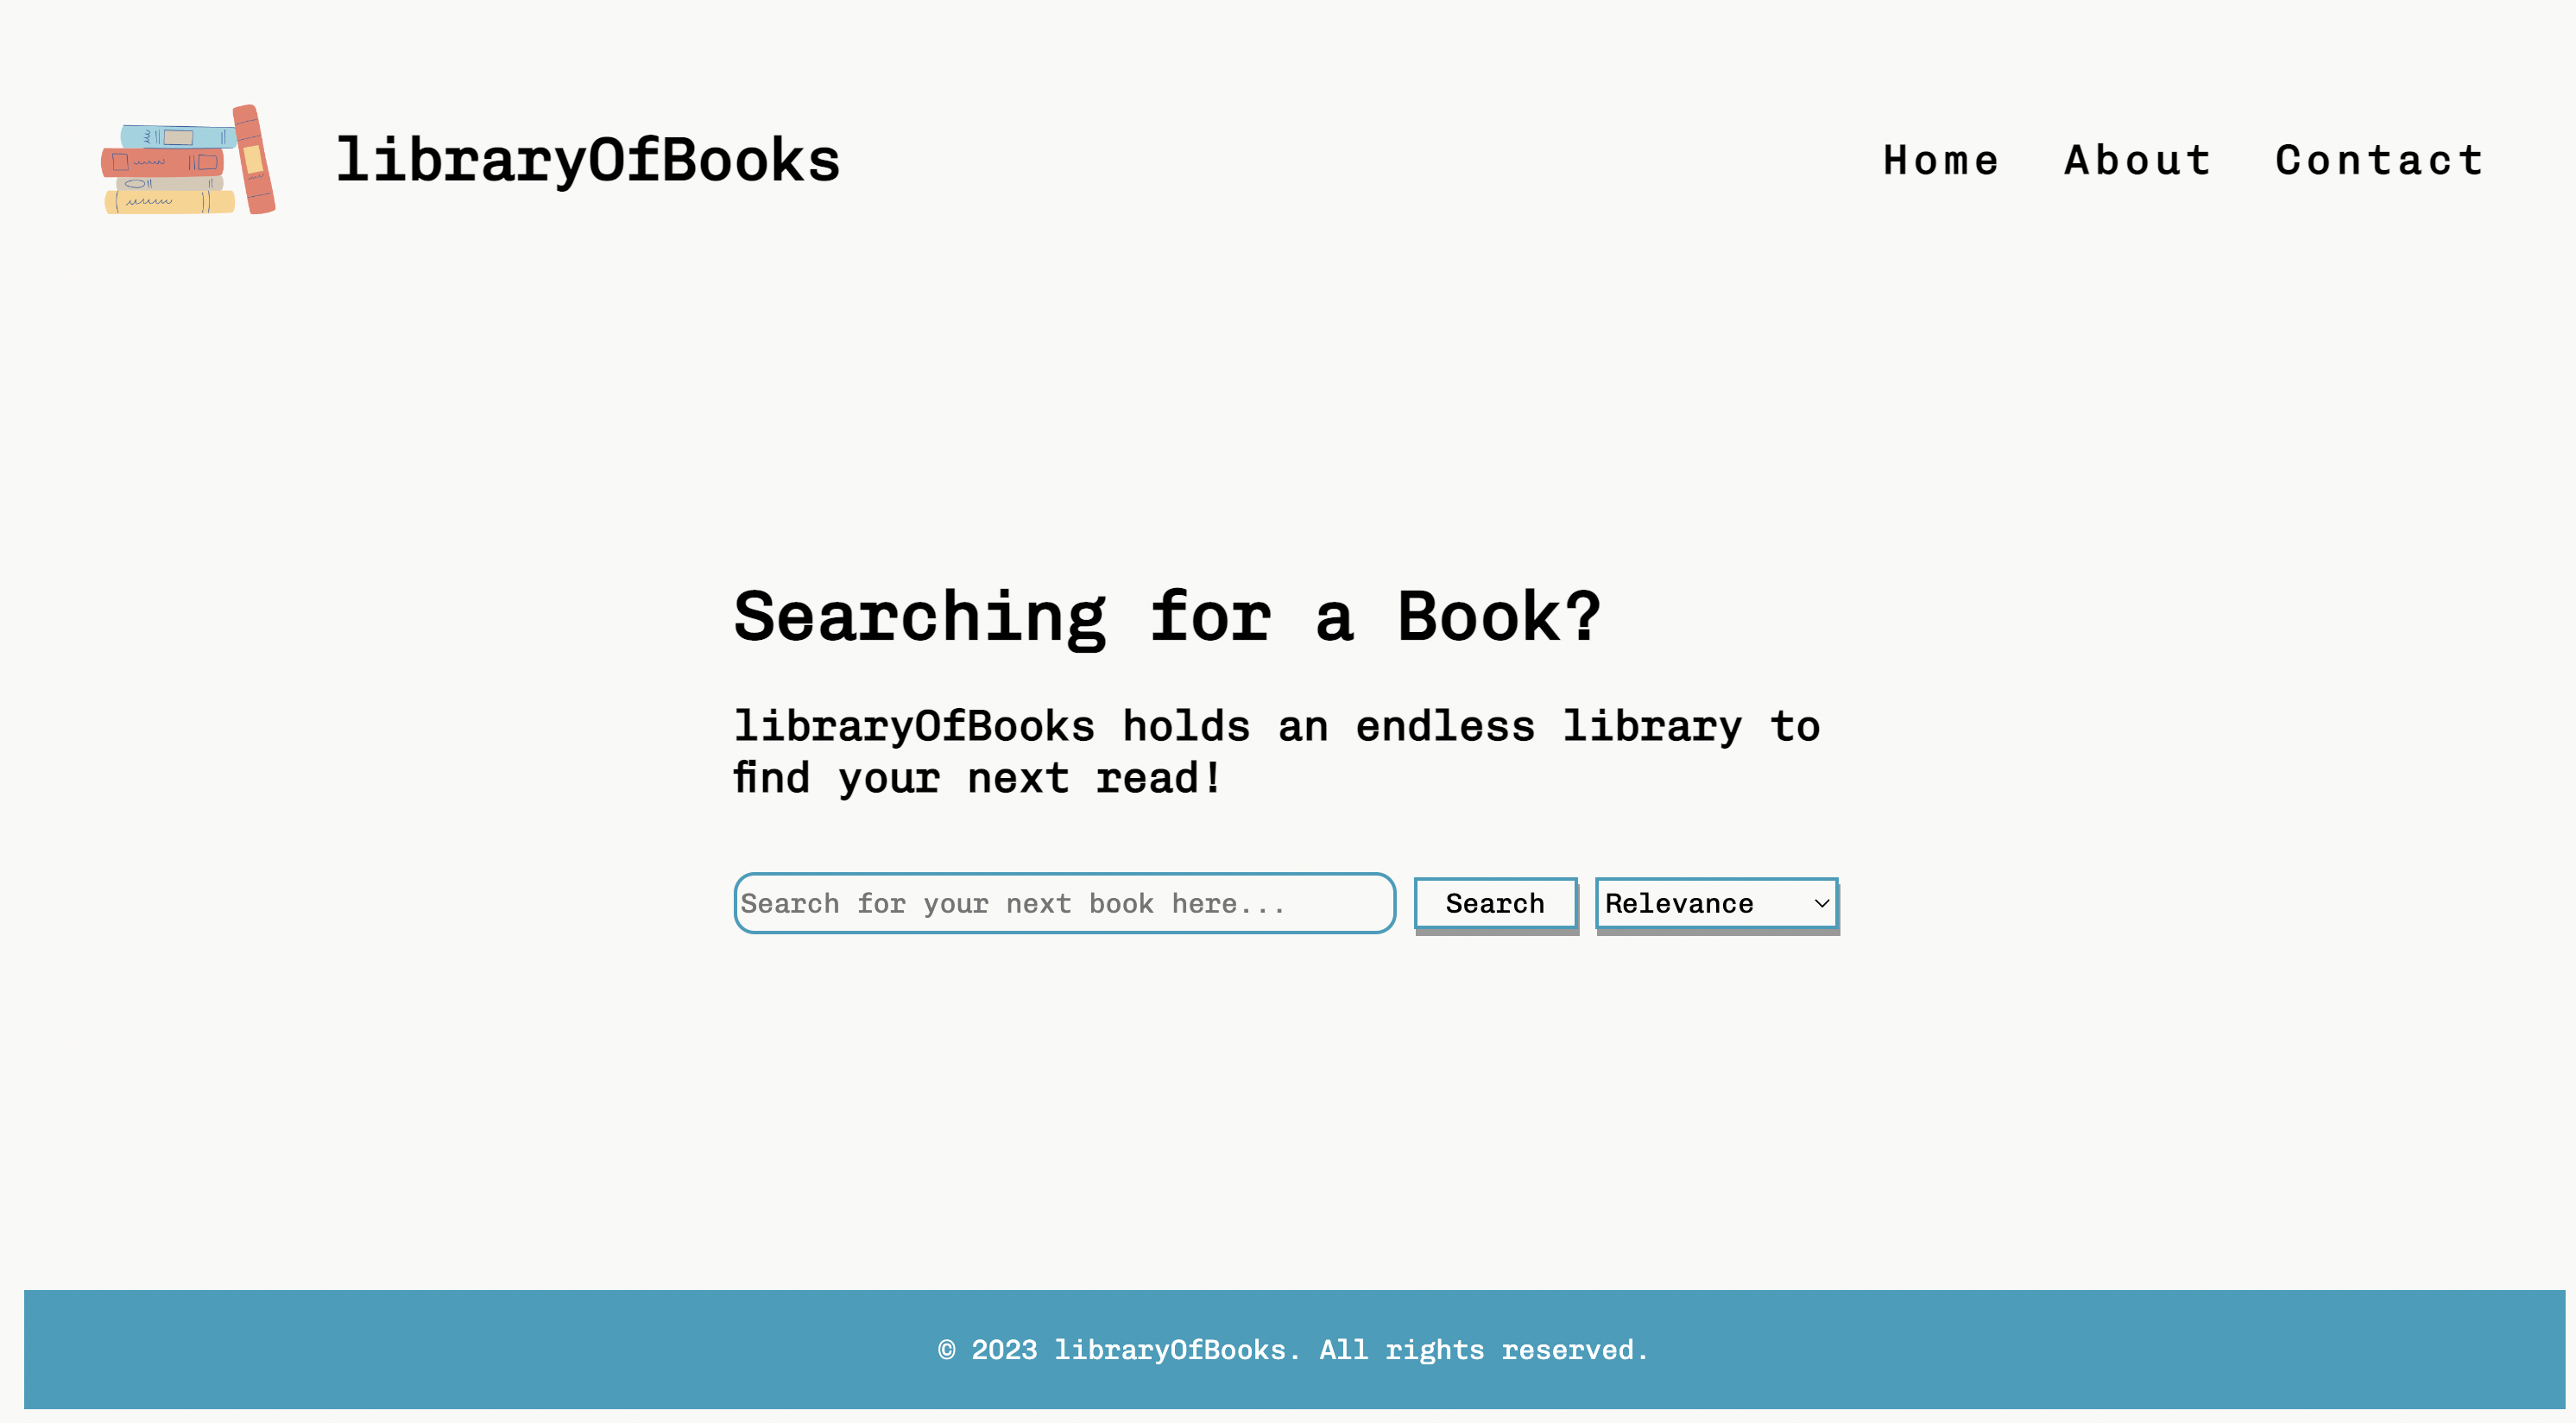 libraryOfBooks
Home About Contact
Searching for a Book?
libraryOfBooks holds an endless library to
find your next read!
Search for your next book here...
Search
Relevance
© 2023 libraryOfBooks. All rights reserved.